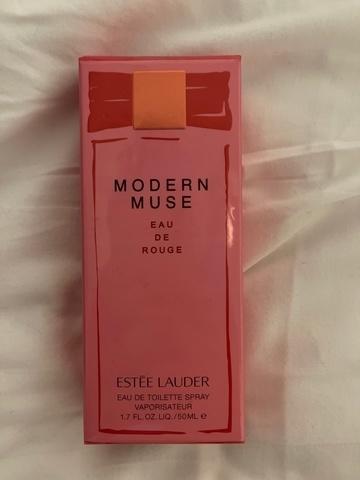 MODERN
MUSE
EAU
DE
ROUGE
ESTĒE LAUDER
EAU DE TOILETTE SPRAY
VAPORISATEUR
1.7 FL.OZ.LIQ./50ML ℮